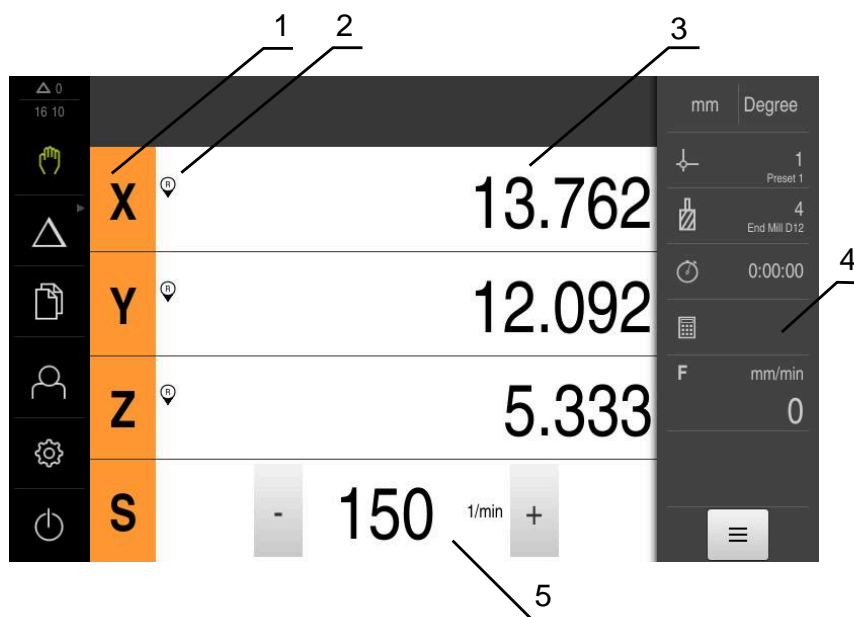 1 2 3
0
16 10
mm Degree
X R 13.762
1
Preset 1
4
End Mill D12
Y R 12.092
0:00:00
4
Z R 5.333
F mm/min
0
S - 150 1/min +
5